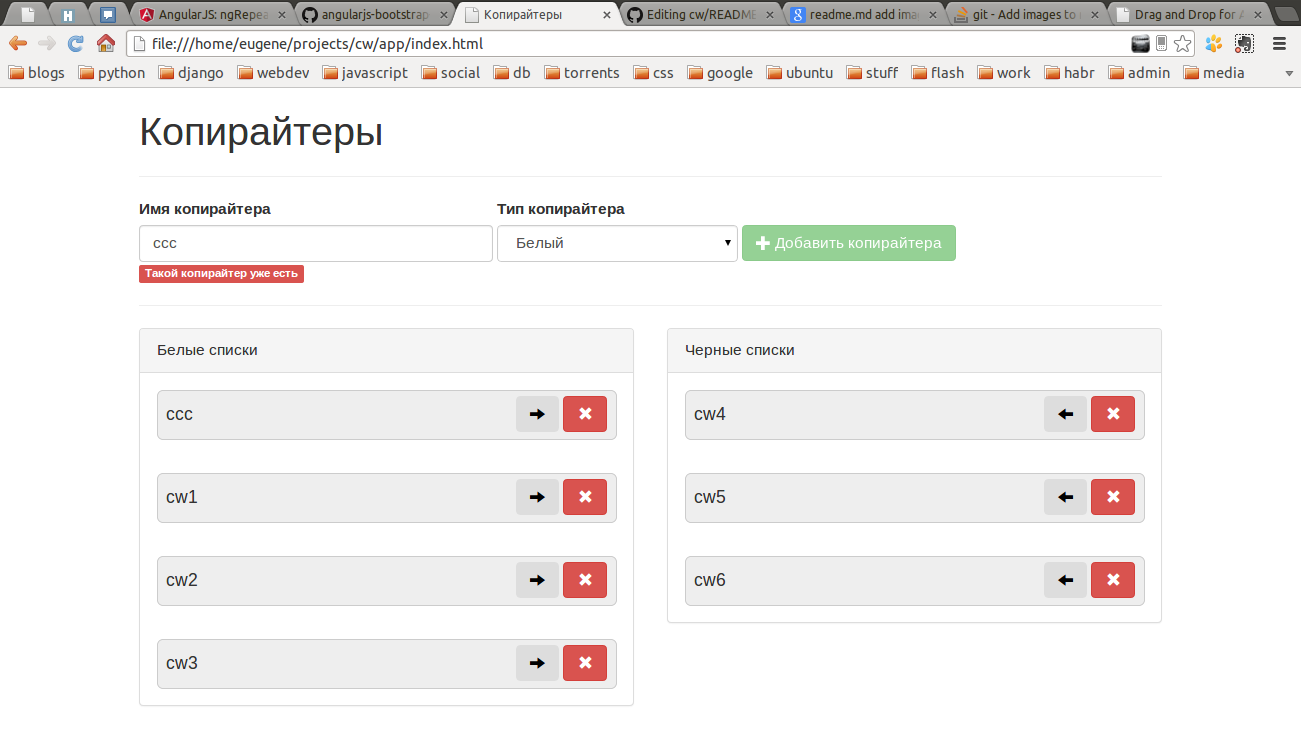 AngularJS: ngRepea angularjs-bootstrap Копирайтеры Editing cw/README readme.md add ima git - Add images to Drag and Drop for
file:///home/eugene/projects/cw/app/index.html
blogs python django webdev javascript social db torrents css google ubuntu stuff flash work habr admin media
Копирайтеры
Имя копирайтера Тип копирайтера
ccc Белый Добавить копирайтера
Такой копирайтер уже есть
Белые списки Черные списки
ccc cw4
cw1 cw5
cw2 cw6
cw3